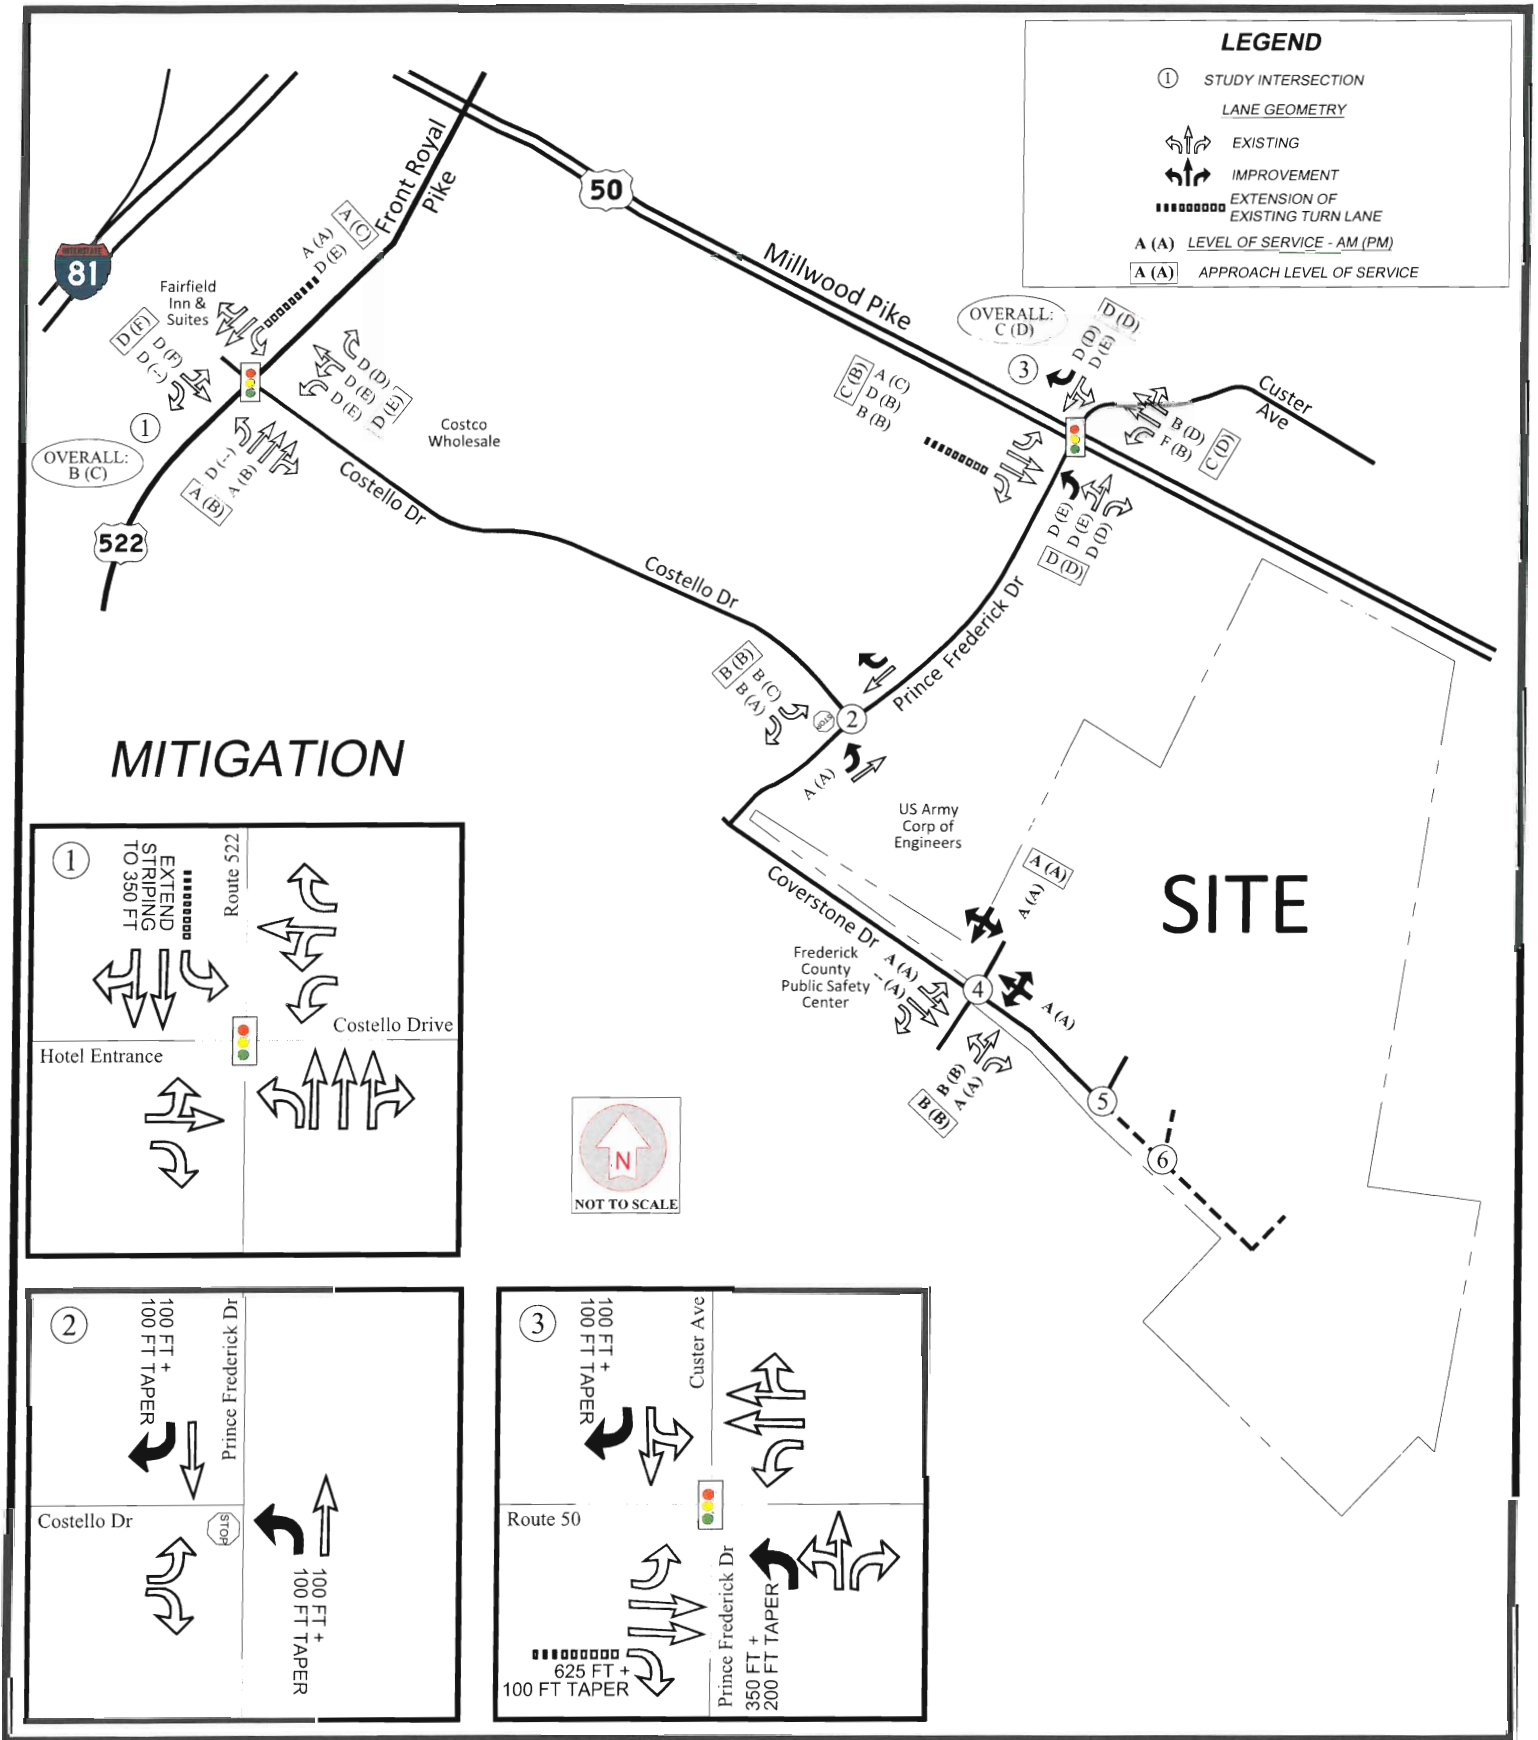 LEGEND
1 STUDY INTERSECTION
LANE GEOMETRY
EXISTING
IMPROVEMENT
EXTENSION OF
EXISTING TURN LANE
A (A) LEVEL OF SERVICE - AM (PM)
A (A) APPROACH LEVEL OF SERVICE
INTERSTATE
81
Front Royal
Pike
50
Millwood Pike
A (C)
A (A)
D (E)
Fairfield
Inn &
Suites
D (F)
D (F)
D (--)
D (D)
D (E)
D (E)
D (E)
Costco
Wholesale
1
OVERALL:
B (C)
D (--)
A (B)
A (B)
522
Costello Dr
Costello Dr
OVERALL:
C (D)
3
D (D)
D (D)
D (E)
C (B)
A (C)
D (B)
B (B)
Custer
Ave
B (D)
F (B)
C (D)
D (E)
D (E)
D (D)
D (D)
Prince Frederick Dr
B (B)
B (C)
B (A)
STOP
2
A (A)
US Army
Corp of
Engineers
SITE
Coverstone Dr
A (A)
A (A)
Frederick
County
Public Safety
Center
A (A)
-- (A)
4
A (A)
B (B)
A (A)
B (B)
5
6
MITIGATION
1
EXTEND
STRIPING
TO 350 FT
Route 522
Costello Drive
Hotel Entrance
N
NOT TO SCALE
2
100 FT +
100 FT TAPER
Prince Frederick Dr
Costello Dr
STOP
100 FT +
100 FT TAPER
3
100 FT +
100 FT TAPER
Custer Ave
Route 50
Prince Frederick Dr
350 FT +
200 FT TAPER
625 FT +
100 FT TAPER